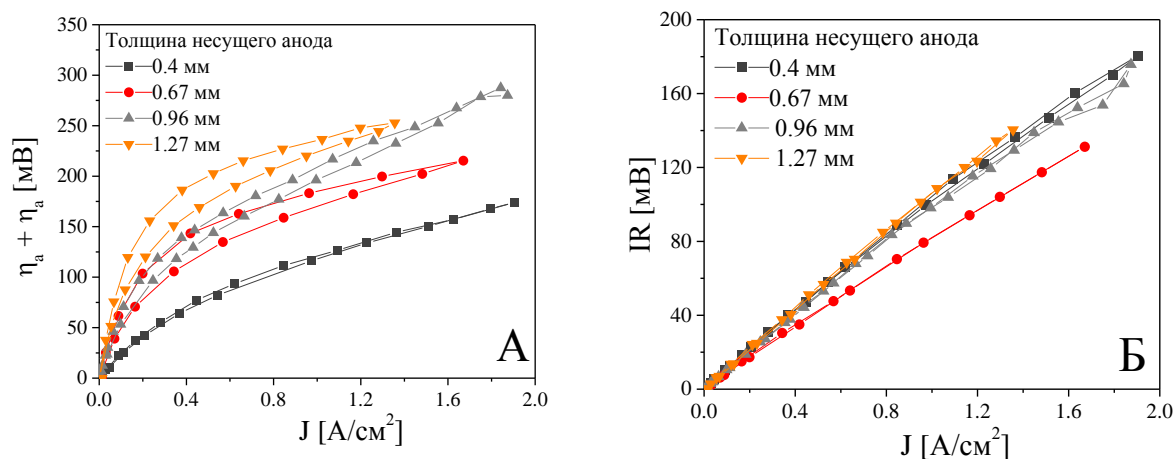 350
300
250
200
150
100
50
0
0.0 0.4 0.8 1.2 1.6 2.0
ηₐ + ηₐ [мВ]
J [А/см²]
Толщина несущего анода
0.4 мм
0.67 мм
0.96 мм
1.27 мм
А
180
160
120
80
40
0
0.0 0.4 0.8 1.2 1.6 2.0
IR [мВ]
J [А/см²]
Толщина несущего анода
0.4 мм
0.67 мм
0.96 мм
1.27 мм
Б